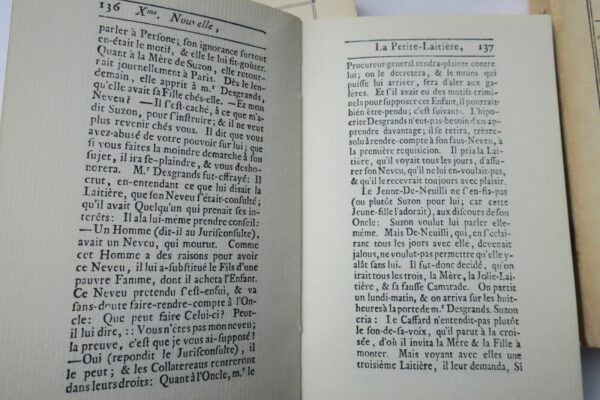 136 Xme. Nouvelle,
parler à Persone; son ignorance surtout
en-était le motif, & elle le fit-goûter.
Quant à la Mère de Suzon, elle retour-
rait journellement à Paris. Dès le len-
demain, elle apprit à m.r Desgrands,
qu'elle avait sa Fille chés-elle. —Et mon
Neveu? — Il s'est-caché, à ce que m'a-
dit Suzon, pour s'instruire; & il ne veut
plus revenir chés vous. Il dit que vous
avez-abusé de votre pouvoir sur lui; que
si vous faites la moindre démarche à son-
sujet, il ira se-plaindre, & vous desho-
norera. M.r Desgrands fut-effrayé: Il
crut, en-entendant ce que lui disait la
Laitière, que son Neveu s'était-consulté;
qu'il avait Quelqu'un qui prenait ses in-
terêts: Il ala lui-même prendre conseil:
—Un Homme (dit-il au Jurisconsulte),
avait un Neveu, qui mourut. Comme
cet Homme a des raisons pour avoir
ce Neveu, il lui a-substitué le Fils d'une
pauvre Famme, dont il acheta l'Enfant.
Ce Neveu pretendu s'est-enfui, & va
sans-doute faire-rendre-compte à l'On-
cle: Que peut faire Celui-ci? Peut-
il lui dire, :: Vous n'êtes pas mon neveu;
la preuve, c'est que je vous ai-supposé!
—Oui (repondit le Jurisconsulte), il
le peut; & les Collateraus rentreront
dans leurs droits: Quant à l'Oncle, m.r le
La Petite-Laitière, 137
Procureur-general rendra-plainte contre
lui; on le decretera, & le moins qui
puisse lui arriver, sera d'aler aux ga-
lères. Et s'il avait eu des motifs crimi-
nels pour supposer cet Enfant, il pourrait-
bien être-pendu; c'est suivant. L'hipo-
crite Desgrands n'eut-pas-besoin d'en ap-
prendre davantage; il se retira, très-re-
solu à rendre-compte à son faus-Neveu, à
la première requisicion. Il pria la Lai-
tière, qu'il voyait tous les jours, d'assu-
rer son Neveu, qu'il ne lui en-voulait-pas,
& qu'il le recevrait toujours avec plaisir.
Le Jeune-De-Neuilli ne s'en-fia-pas
(ou plutôt Suzon pour lui; car cette
Jeune-fille l'adorait), aux discours de son
Oncle: Suzon voulut lui parler elle-
même. Mais De-Neuilli, qui, en s'éclai-
rant tous les jours avec elle, devenait
jalous, ne voulut-pas permettre qu'elle y-
alât sans lui. Il fut-donc decidé, qu'on
irait tous les trois, la Mère, la Jolie-Lai-
tière, & sa fausse Camarade. On partit
un lundi-matin, & on arriva sur les huit-
heures à la porte de m.r Desgrands. Suzon
cria: Le Caffard n'entendit-pas plutôt
le son-de-sa-voix, qu'il parut à la croi-
sée, d'où il invita la Mère & la Fille à
monter. Mais voyant avec elles une
troisième Laitière, il leur demanda, Si